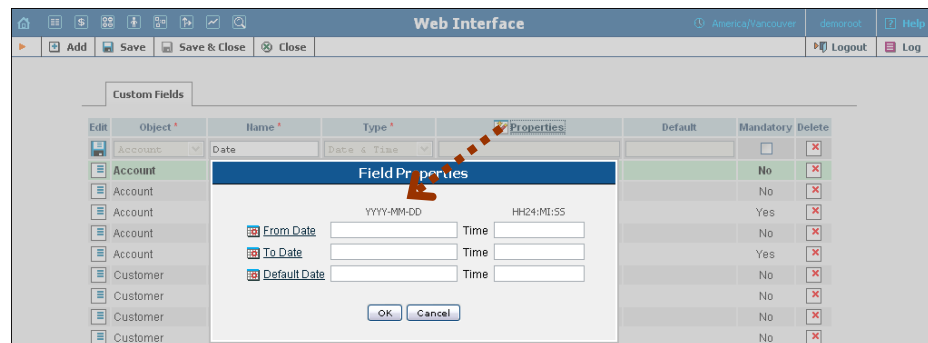 Web Interface America/Vancouver demoroot Help
Add Save Save & Close Close Logout Log
Custom Fields
Edit Object * Name * Type * Properties Default Mandatory Delete
Account Date Date & Time
Account No
Account No
Account Yes
Account No
Account Yes
Customer No
Customer No
Customer No
Customer No
Field Properties
YYYY-MM-DD HH24:MI:SS
From Date Time
To Date Time
Default Date Time
OK Cancel